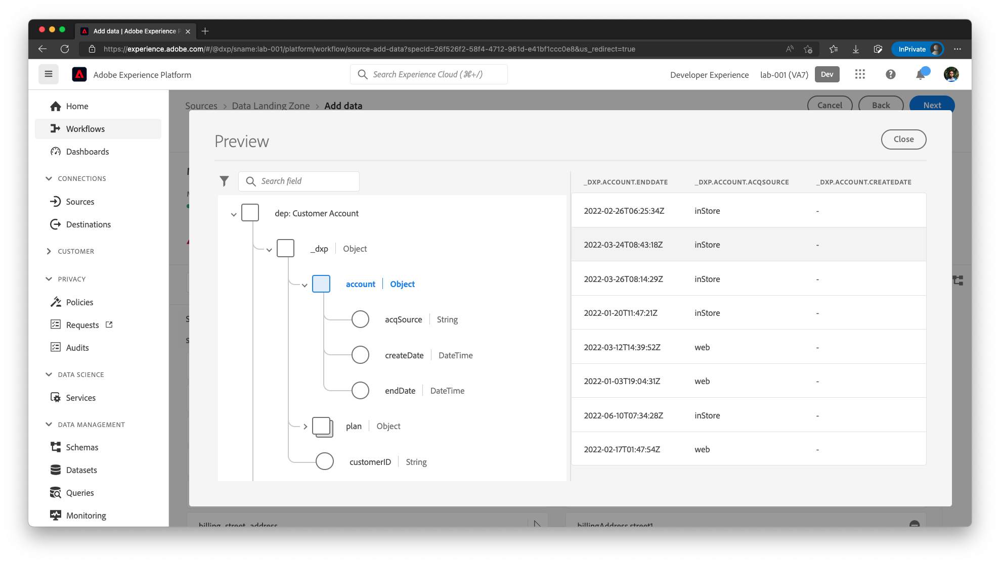 Add data | Adobe Experience P
https://experience.adobe.com/#/@dxp/sname:lab-001/platform/workflow/source-add-data?specId=26f526f2-58f4-4712-961d-e41bf1ccc0e8&us_redirect=true
InPrivate
Adobe Experience Platform
Search Experience Cloud (⌘+/)
Developer Experience
lab-001 (VA7)
Dev
Home
Workflows
Dashboards
CONNECTIONS
Sources
Destinations
CUSTOMER
PRIVACY
Policies
Requests
Audits
DATA SCIENCE
Services
DATA MANAGEMENT
Schemas
Datasets
Queries
Monitoring
Sources > Data Landing Zone > Add data
Cancel
Back
Next
Preview
Close
Search field
dep: Customer Account
_dxp | Object
account | Object
acqSource | String
createDate | DateTime
endDate | DateTime
plan | Object
customerID | String
_DXP.ACCOUNT.ENDDATE _DXP.ACCOUNT.ACQSOURCE _DXP.ACCOUNT.CREATEDATE
2022-02-26T06:25:34Z inStore -
2022-03-24T08:43:18Z inStore -
2022-03-26T08:14:29Z inStore -
2022-01-20T11:47:21Z inStore -
2022-03-12T14:39:52Z web -
2022-01-03T19:04:31Z web -
2022-06-10T07:34:28Z inStore -
2022-02-17T01:47:54Z web -
billing_street_address
billingAddress.street1